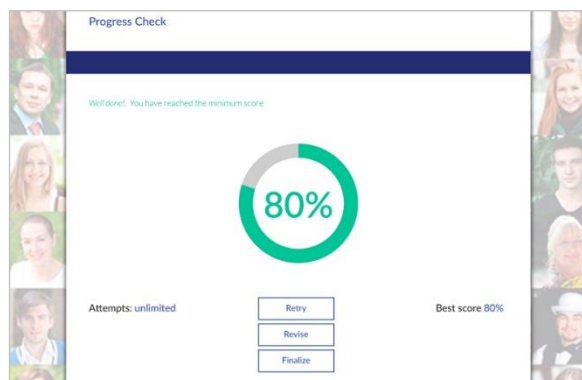 Progress Check
Well done!. You have reached the minimum score
80%
Attempts: unlimited
Retry
Best score 80%
Revise
Finalize